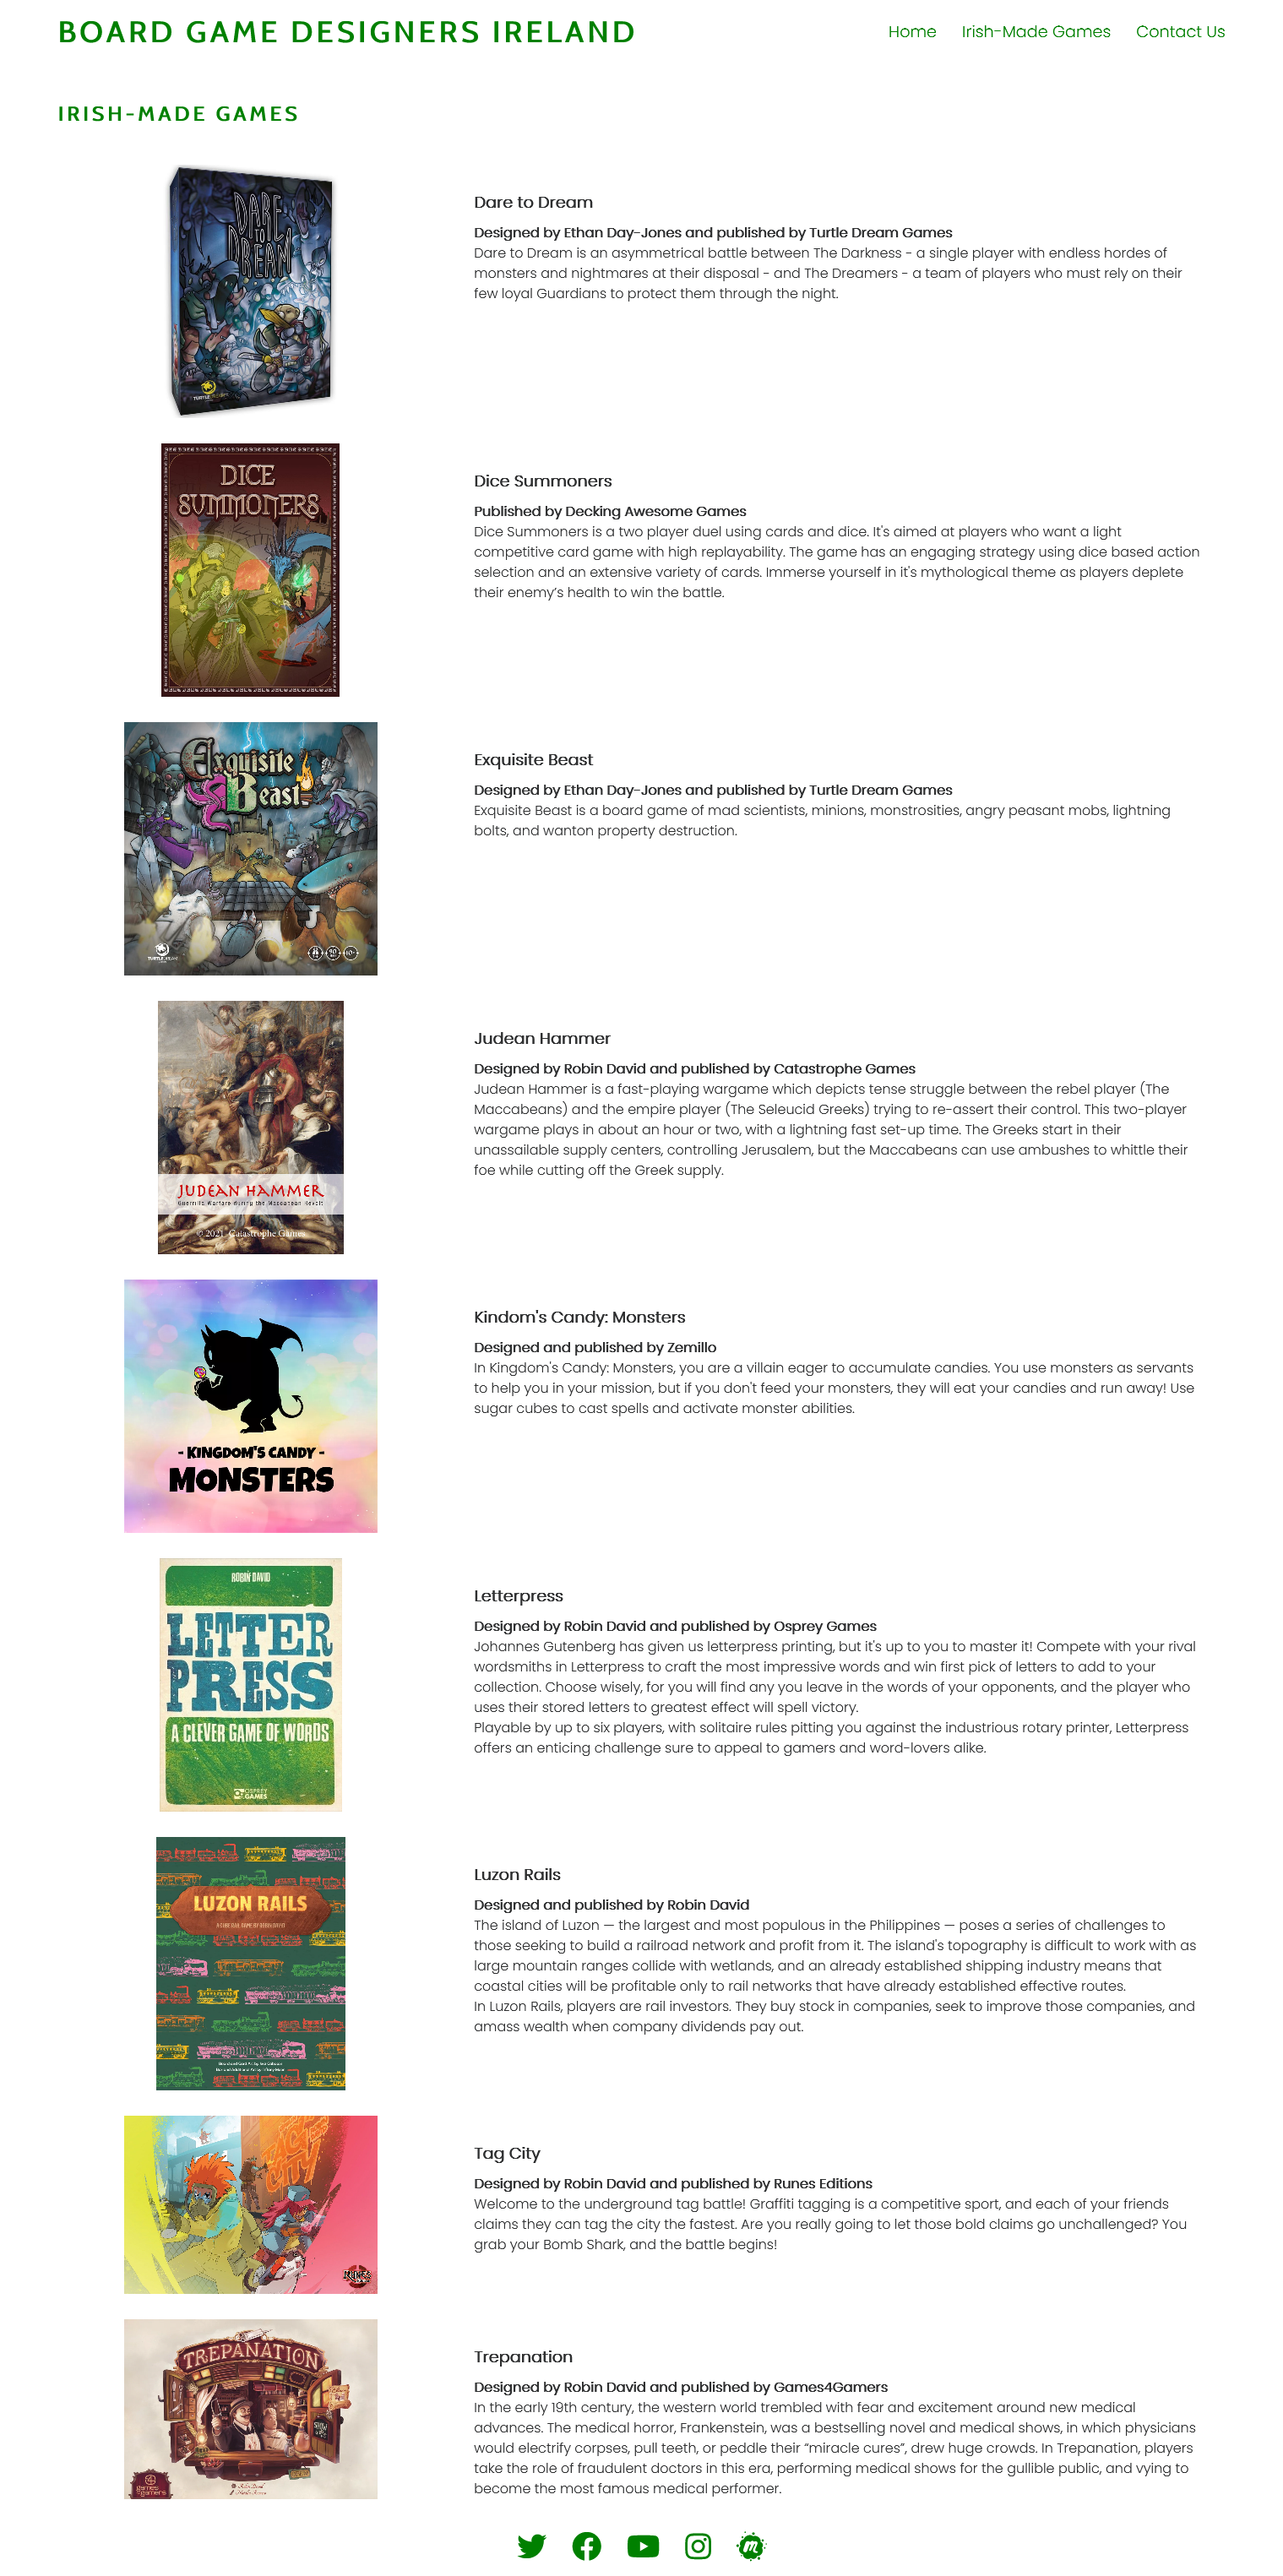 BOARD GAME DESIGNERS IRELAND
Home Irish-Made Games Contact Us
IRISH-MADE GAMES
DARE
TO
DREAM
Dare to Dream
Designed by Ethan Day-Jones and published by Turtle Dream Games
Dare to Dream is an asymmetrical battle between The Darkness - a single player with endless hordes of
monsters and nightmares at their disposal - and The Dreamers - a team of players who must rely on their
few loyal Guardians to protect them through the night.
DICE
SUMMONERS
Dice Summoners
Published by Decking Awesome Games
Dice Summoners is a two player duel using cards and dice. It's aimed at players who want a light
competitive card game with high replayability. The game has an engaging strategy using dice based action
selection and an extensive variety of cards. Immerse yourself in it's mythological theme as players deplete
their enemy’s health to win the battle.
Exquisite
Beast
Exquisite Beast
Designed by Ethan Day-Jones and published by Turtle Dream Games
Exquisite Beast is a board game of mad scientists, minions, monstrosities, angry peasant mobs, lightning
bolts, and wanton property destruction.
JUDEAN HAMMER
Guerrilla Warfare during the Maccabean Revolt
© 2021 Catastrophe Games
Judean Hammer
Designed by Robin David and published by Catastrophe Games
Judean Hammer is a fast-playing wargame which depicts tense struggle between the rebel player (The
Maccabeans) and the empire player (The Seleucid Greeks) trying to re-assert their control. This two-player
wargame plays in about an hour or two, with a lightning fast set-up time. The Greeks start in their
unassailable supply centers, controlling Jerusalem, but the Maccabeans can use ambushes to whittle their
foe while cutting off the Greek supply.
- KINGDOM'S CANDY -
MONSTERS
Kindom's Candy: Monsters
Designed and published by Zemillo
In Kingdom's Candy: Monsters, you are a villain eager to accumulate candies. You use monsters as servants
to help you in your mission, but if you don't feed your monsters, they will eat your candies and run away! Use
sugar cubes to cast spells and activate monster abilities.
ROBIN DAVID
LETTER
PRESS
A CLEVER GAME OF WORDS
OSPREY
GAMES
Letterpress
Designed by Robin David and published by Osprey Games
Johannes Gutenberg has given us letterpress printing, but it's up to you to master it! Compete with your rival
wordsmiths in Letterpress to craft the most impressive words and win first pick of letters to add to your
collection. Choose wisely, for you will find any you leave in the words of your opponents, and the player who
uses their stored letters to greatest effect will spell victory.
Playable by up to six players, with solitaire rules pitting you against the industrious rotary printer, Letterpress
offers an enticing challenge sure to appeal to gamers and word-lovers alike.
LUZON RAILS
Luzon Rails
Designed and published by Robin David
The island of Luzon — the largest and most populous in the Philippines — poses a series of challenges to
those seeking to build a railroad network and profit from it. The island's topography is difficult to work with as
large mountain ranges collide with wetlands, and an already established shipping industry means that
coastal cities will be profitable only to rail networks that have already established effective routes.
In Luzon Rails, players are rail investors. They buy stock in companies, seek to improve those companies, and
amass wealth when company dividends pay out.
Tag City
Designed by Robin David and published by Runes Editions
Welcome to the underground tag battle! Graffiti tagging is a competitive sport, and each of your friends
claims they can tag the city the fastest. Are you really going to let those bold claims go unchallenged? You
grab your Bomb Shark, and the battle begins!
TREPANATION
games
gamers
Trepanation
Designed by Robin David and published by Games4Gamers
In the early 19th century, the western world trembled with fear and excitement around new medical
advances. The medical horror, Frankenstein, was a bestselling novel and medical shows, in which physicians
would electrify corpses, pull teeth, or peddle their “miracle cures”, drew huge crowds. In Trepanation, players
take the role of fraudulent doctors in this era, performing medical shows for the gullible public, and vying to
become the most famous medical performer.